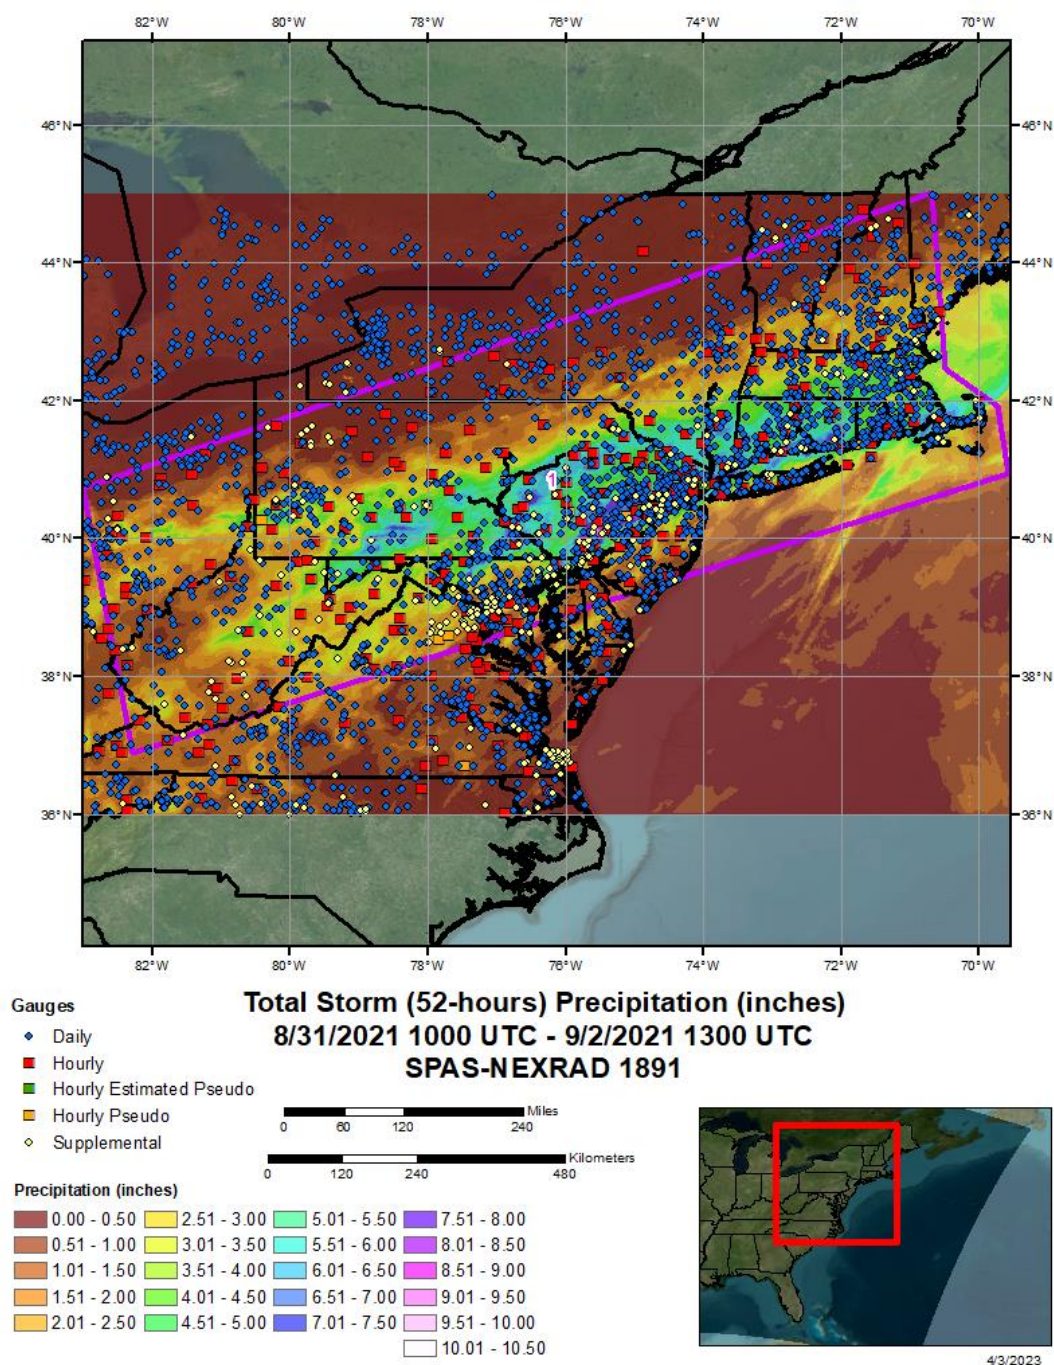 82°W 80°W 78°W 76°W 74°W 72°W 70°W
46°N 46°N
44°N 44°N
42°N 42°N
1
40°N 40°N
38°N 38°N
36°N 36°N
82°W 80°W 78°W 76°W 74°W 72°W 70°W
Total Storm (52-hours) Precipitation (inches)
8/31/2021 1000 UTC - 9/2/2021 1300 UTC
SPAS-NEXRAD 1891
Gauges
Daily
Hourly
Hourly Estimated Pseudo
Hourly Pseudo
Supplemental
Miles
0 60 120 240
Kilometers
0 120 240 480
Precipitation (inches)
0.00 - 0.50 2.51 - 3.00 5.01 - 5.50 7.51 - 8.00
0.51 - 1.00 3.01 - 3.50 5.51 - 6.00 8.01 - 8.50
1.01 - 1.50 3.51 - 4.00 6.01 - 6.50 8.51 - 9.00
1.51 - 2.00 4.01 - 4.50 6.51 - 7.00 9.01 - 9.50
2.01 - 2.50 4.51 - 5.00 7.01 - 7.50 9.51 - 10.00
10.01 - 10.50
4/3/2023